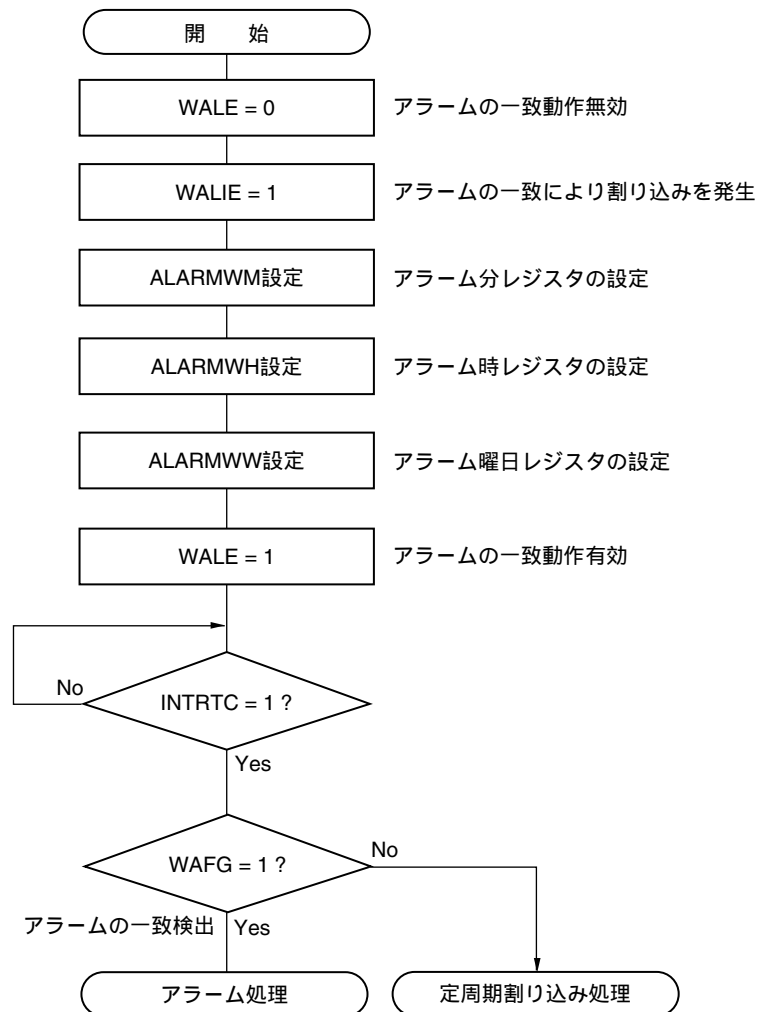 開　　始
WALE = 0　アラームの一致動作無効
WALIE = 1　アラームの一致により割り込みを発生
ALARMWM設定　アラーム分レジスタの設定
ALARMWH設定　アラーム時レジスタの設定
ALARMWW設定　アラーム曜日レジスタの設定
WALE = 1　アラームの一致動作有効
No
INTRTC = 1 ?
Yes
WAFG = 1 ?
No
アラームの一致検出　Yes
アラーム処理　定周期割り込み処理